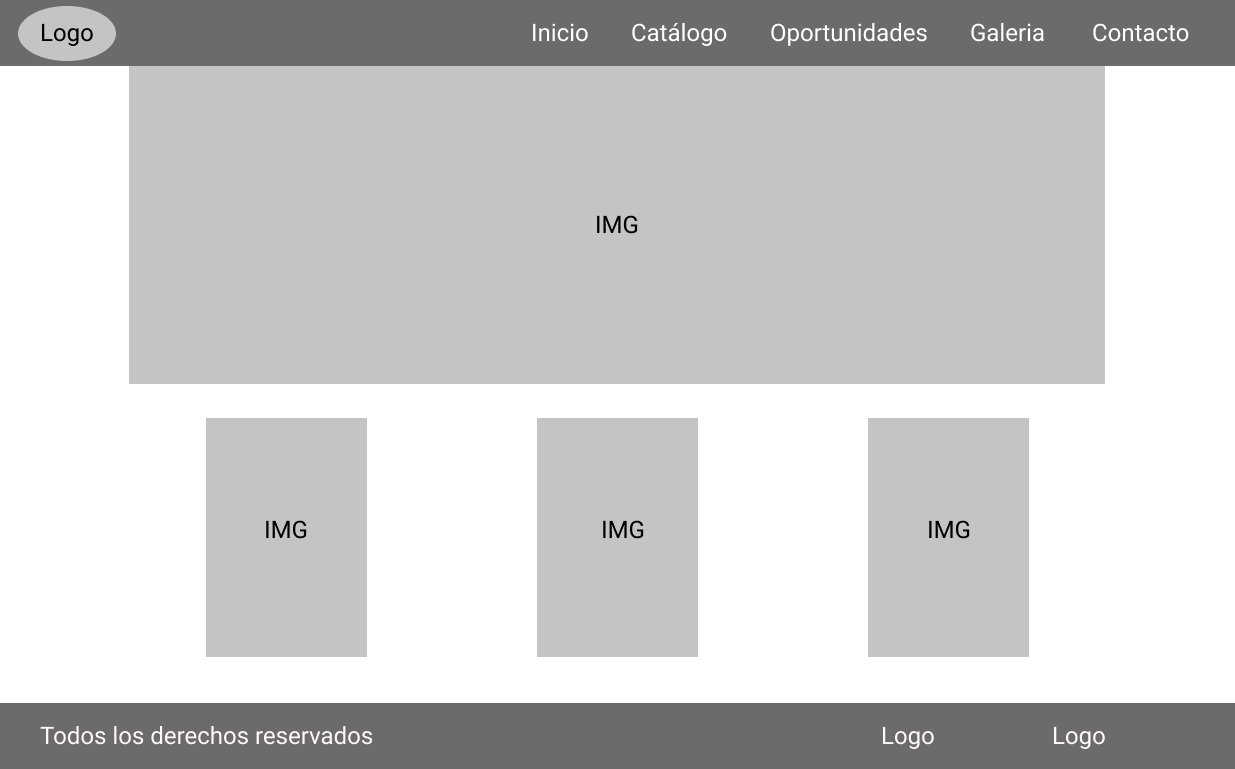 Logo
Inicio Catálogo Oportunidades Galeria Contacto
IMG
IMG IMG IMG
Todos los derechos reservados
Logo Logo